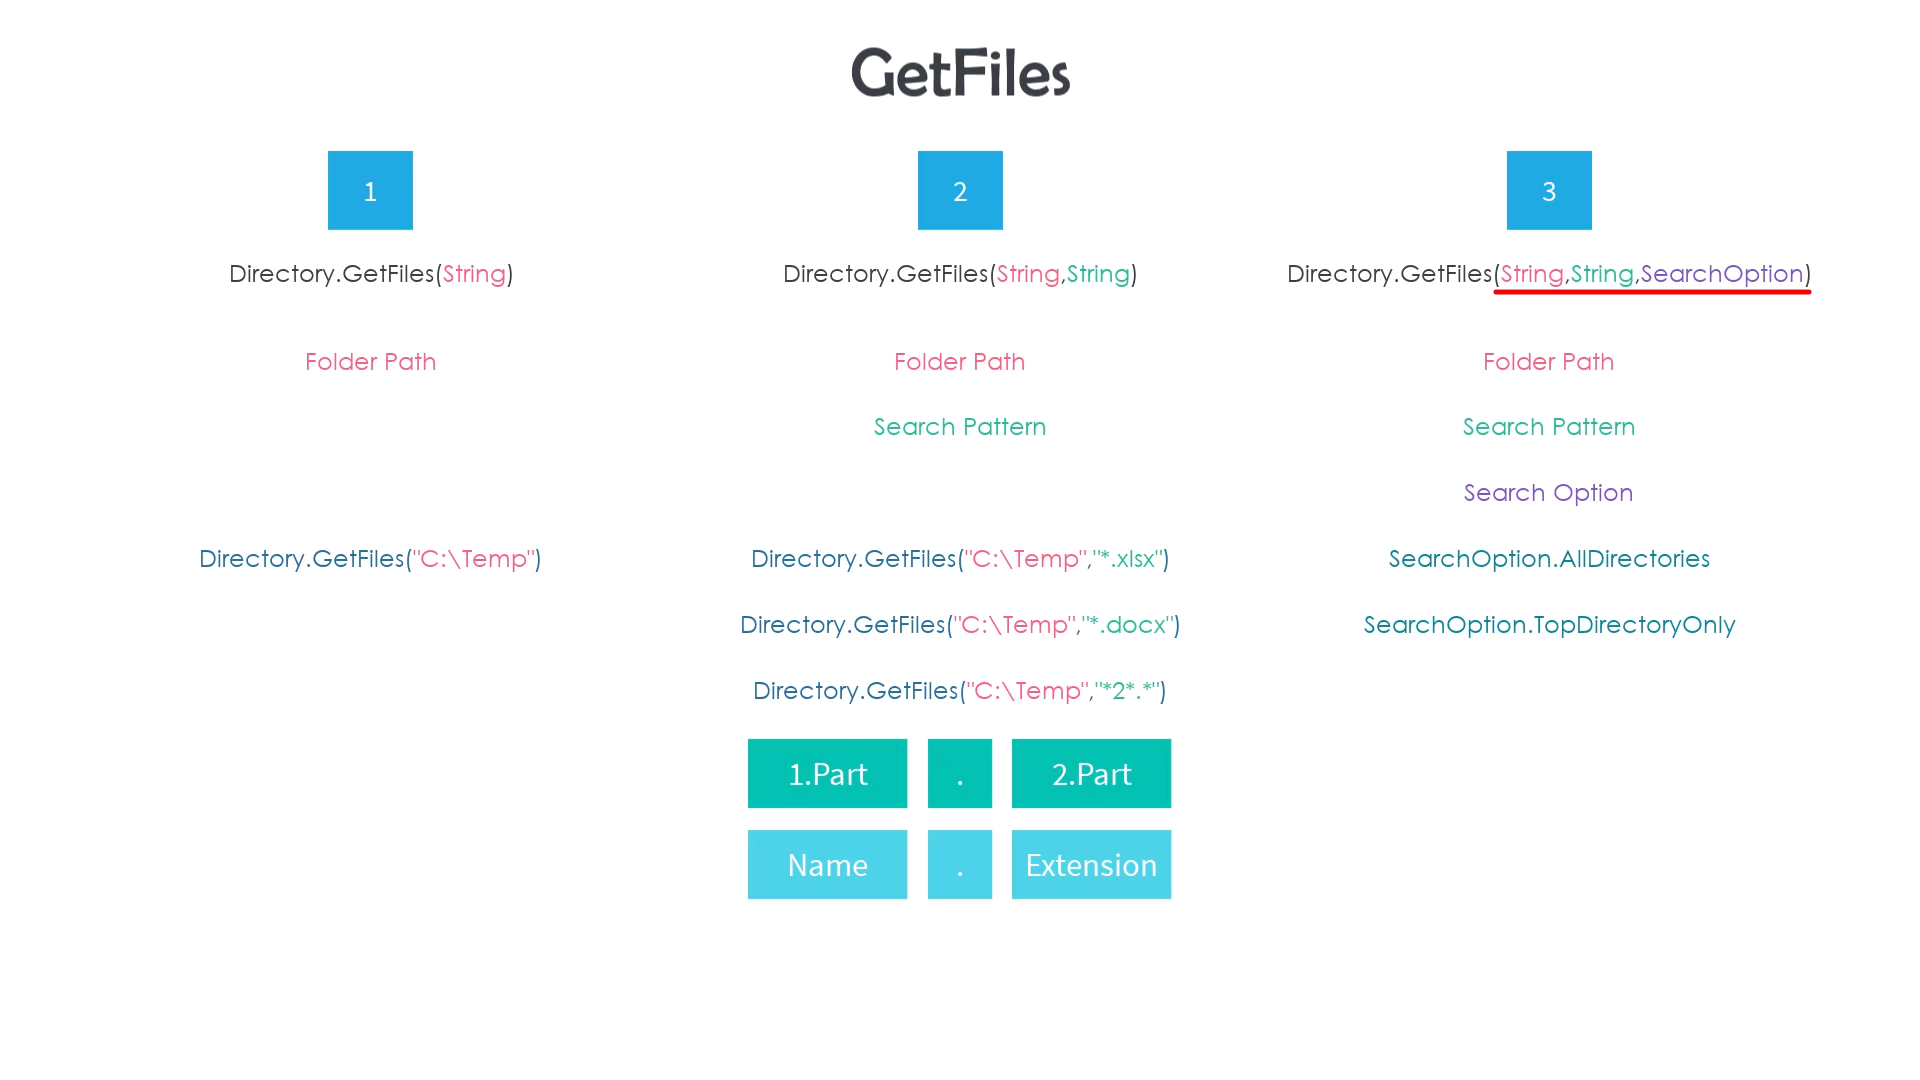 GetFiles
1
Directory.GetFiles(String)
Folder Path
Directory.GetFiles("C:\Temp")
2
Directory.GetFiles(String,String)
Folder Path
Search Pattern
Directory.GetFiles("C:\Temp","*.xlsx")
Directory.GetFiles("C:\Temp","*.docx")
Directory.GetFiles("C:\Temp","*2*.*")
1.Part . 2.Part
Name . Extension
3
Directory.GetFiles(String,String,SearchOption)
Folder Path
Search Pattern
Search Option
SearchOption.AllDirectories
SearchOption.TopDirectoryOnly